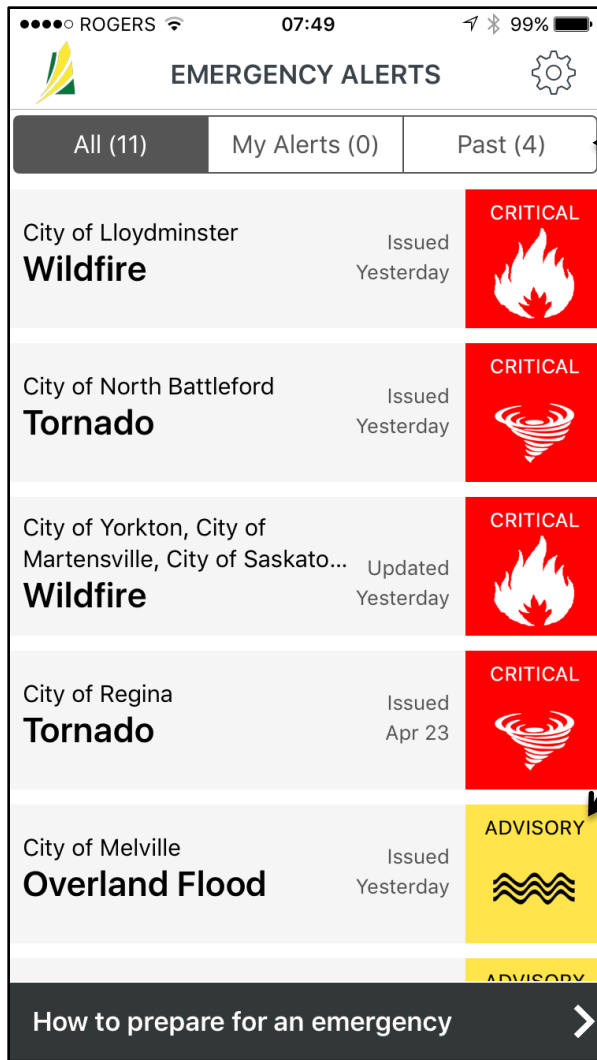 ROGERS 07:49 99%
EMERGENCY ALERTS
All (11) My Alerts (0) Past (4)
CRITICAL
City of Lloydminster
Wildfire
Issued
Yesterday
CRITICAL
City of North Battleford
Tornado
Issued
Yesterday
CRITICAL
City of Yorkton, City of
Martensville, City of Saskato...
Wildfire
Updated
Yesterday
CRITICAL
City of Regina
Tornado
Issued
Apr 23
ADVISORY
City of Melville
Overland Flood
Issued
Yesterday
ADVISORY
How to prepare for an emergency